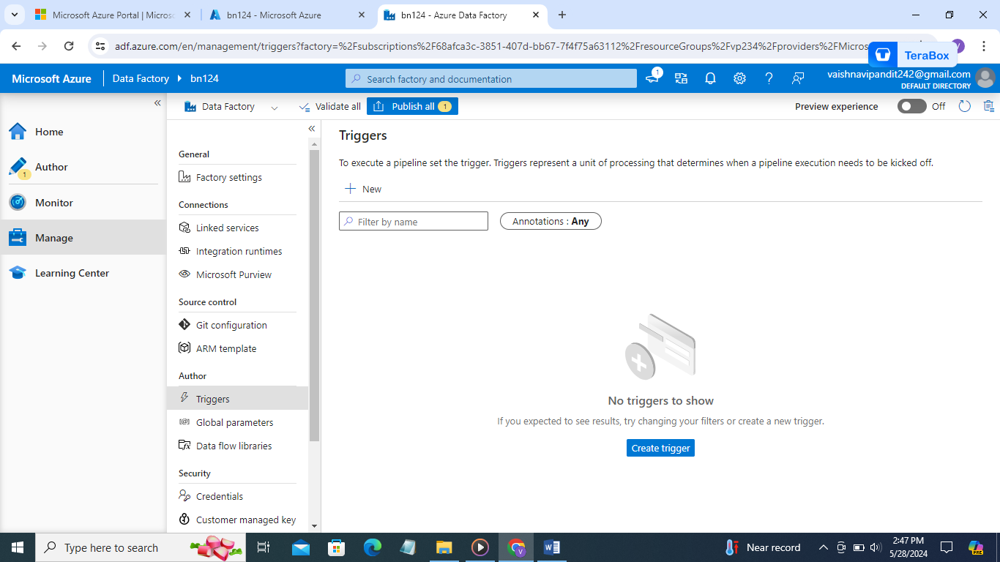 Microsoft Azure Portal | Microso
bn124 - Microsoft Azure
bn124 - Azure Data Factory
adf.azure.com/en/management/triggers?factory=%2Fsubscriptions%2F68afca3c-3851-407d-bb67-7f4f75a63112%2FresourceGroups%2Fvp234%2Fproviders%2FMicros
TeraBox
Microsoft Azure
Data Factory
bn124
Search factory and documentation
1
vaishnavipandit242@gmail.com
DEFAULT DIRECTORY
Data Factory
Validate all
Publish all 1
Preview experience
Off
Home
Author
1
Monitor
Manage
Learning Center
General
Factory settings
Connections
Linked services
Integration runtimes
Microsoft Purview
Source control
Git configuration
ARM template
Author
Triggers
Global parameters
Data flow libraries
Security
Credentials
Customer managed key
Triggers
To execute a pipeline set the trigger. Triggers represent a unit of processing that determines when a pipeline execution needs to be kicked off.
New
Filter by name
Annotations : Any
No triggers to show
If you expected to see results, try changing your filters or create a new trigger.
Create trigger
Type here to search
Near record
2:47 PM
5/28/2024